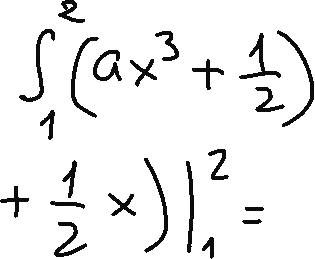 ∫₁² (ax³ + 1/2)
+ 1/2 x) |₁² =